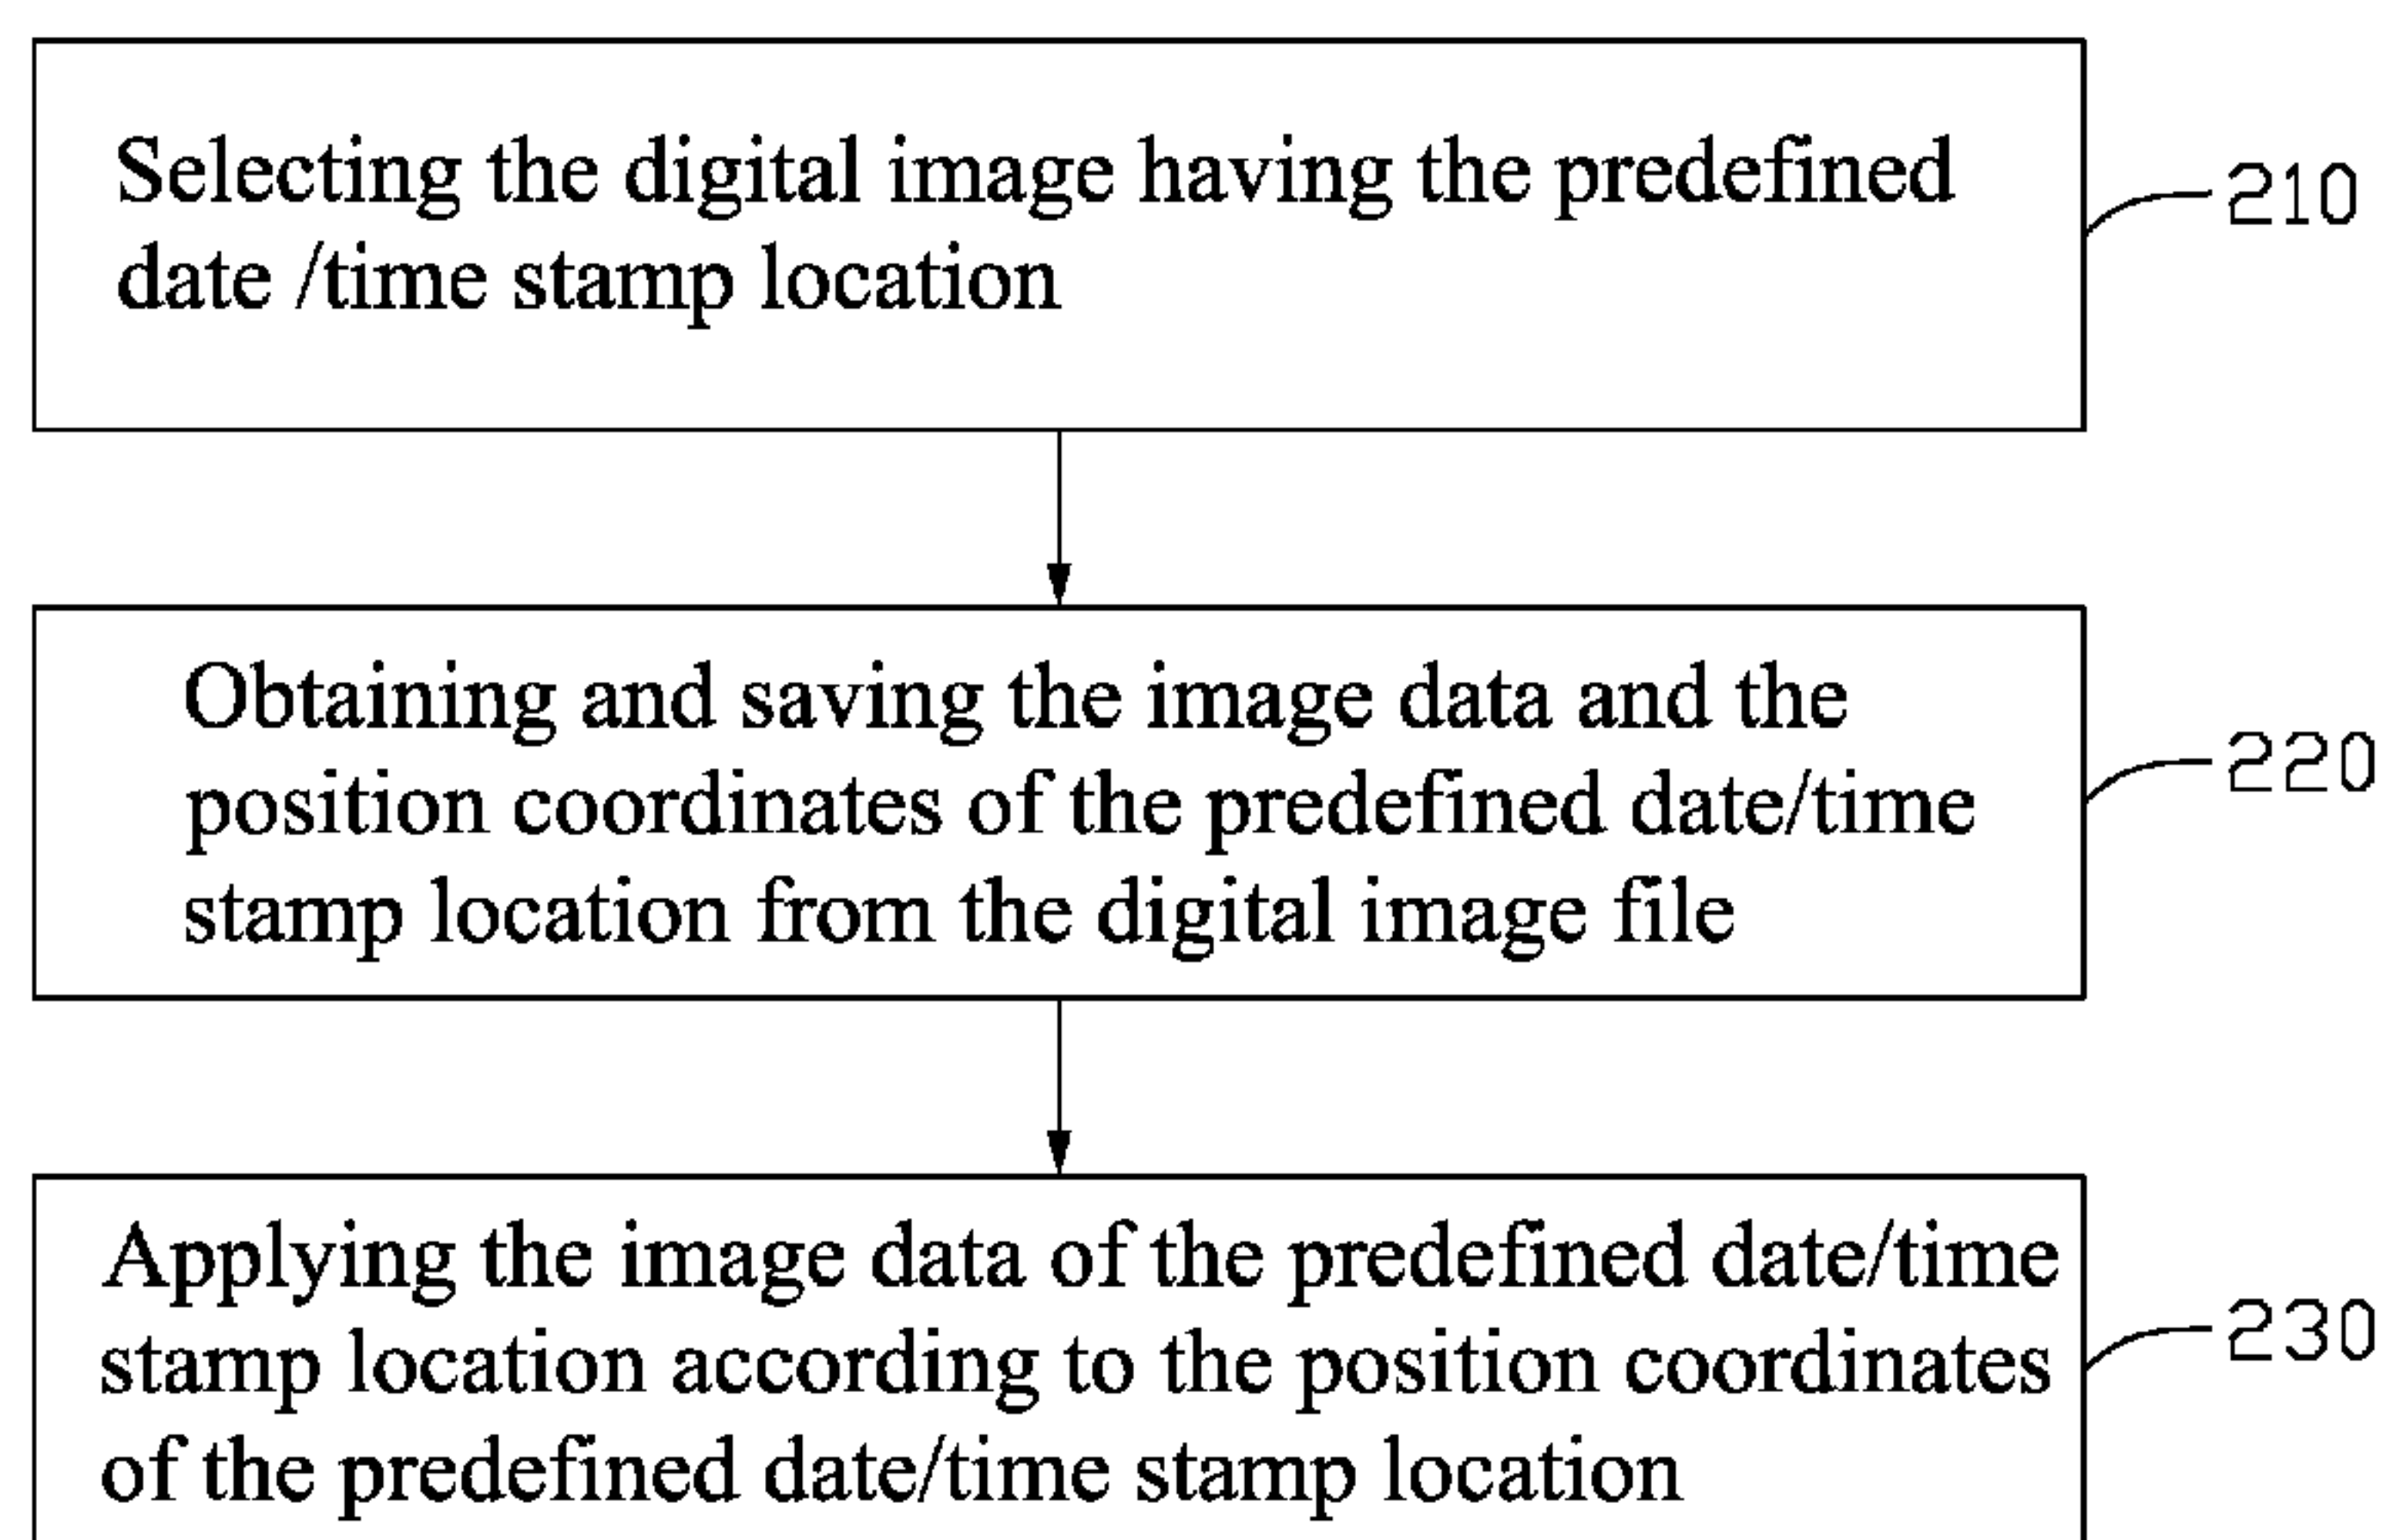 Selecting the digital image having the predefined
date /time stamp location
210
Obtaining and saving the image data and the
position coordinates of the predefined date/time
stamp location from the digital image file
220
Applying the image data of the predefined date/time
stamp location according to the position coordinates
of the predefined date/time stamp location
230